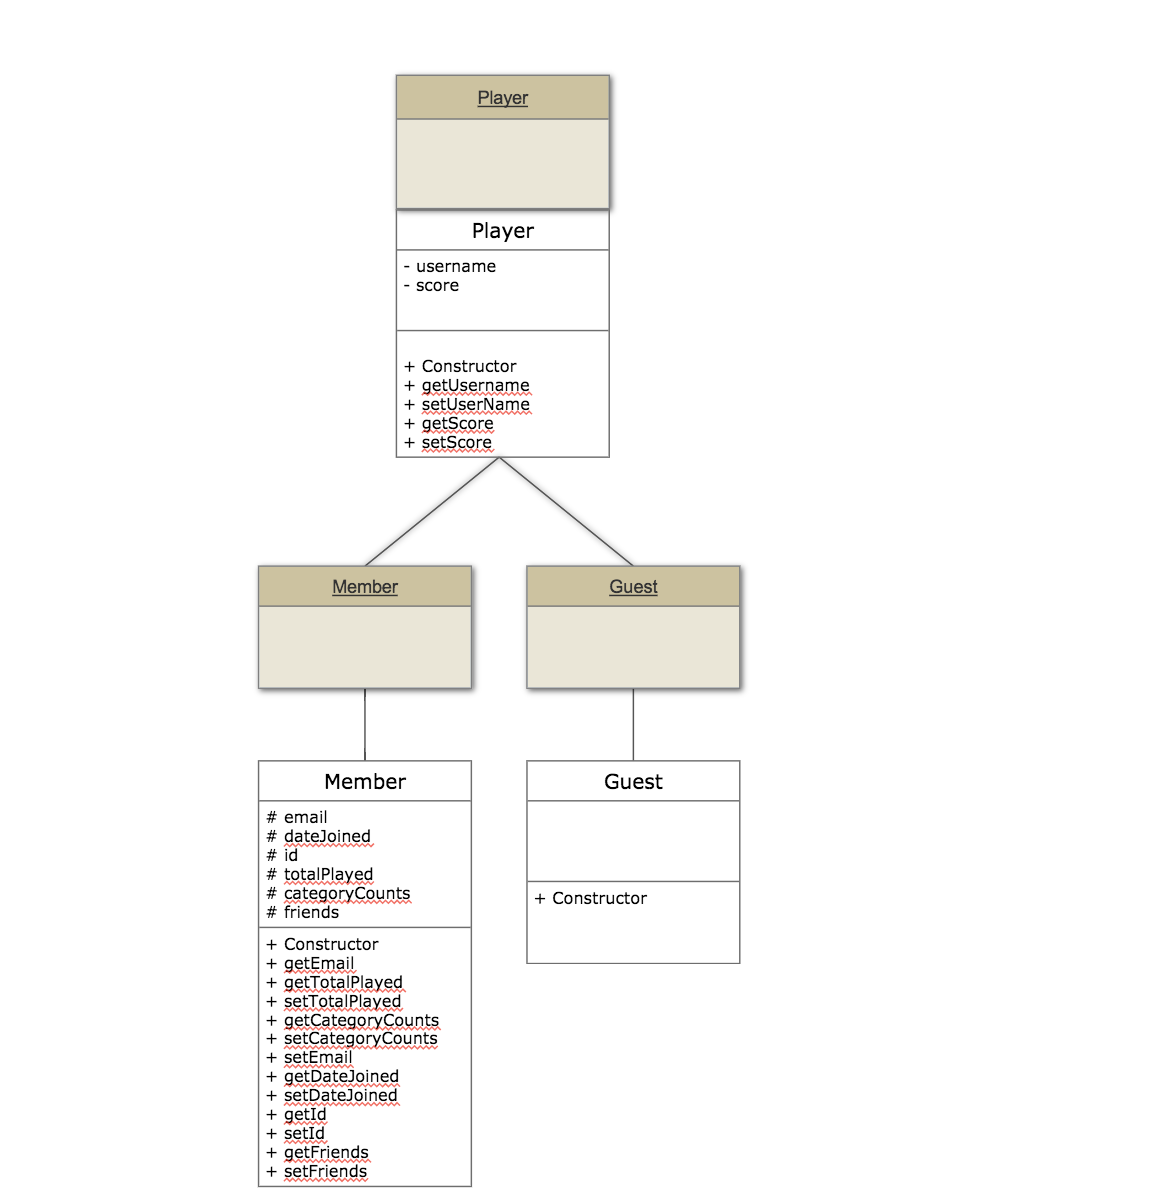 Player
Player
- username
- score
+ Constructor
+ getUsername
+ setUserName
+ getScore
+ setScore
Member
Guest
Member
# email
# dateJoined
# id
# totalPlayed
# categoryCounts
# friends
+ Constructor
+ getEmail
+ getTotalPlayed
+ setTotalPlayed
+ getCategoryCounts
+ setCategoryCounts
+ setEmail
+ getDateJoined
+ setDateJoined
+ getId
+ setId
+ getFriends
+ setFriends
Guest
+ Constructor